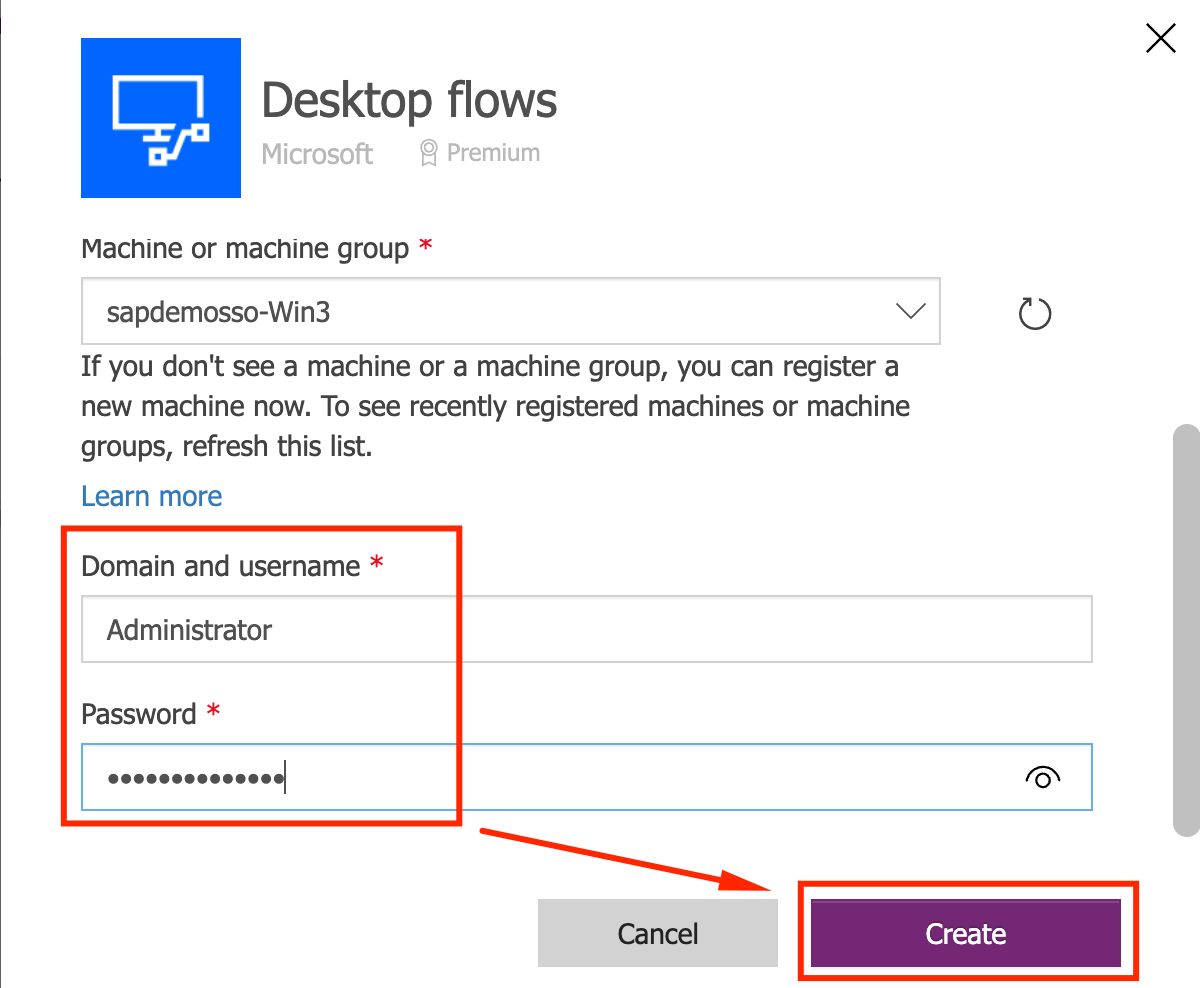 Desktop flows
Microsoft Premium
Machine or machine group *
sapdemosso-Win3
If you don't see a machine or a machine group, you can register a
new machine now. To see recently registered machines or machine
groups, refresh this list.
Learn more
Domain and username *
Administrator
Password *
••••••••••••••
Cancel Create